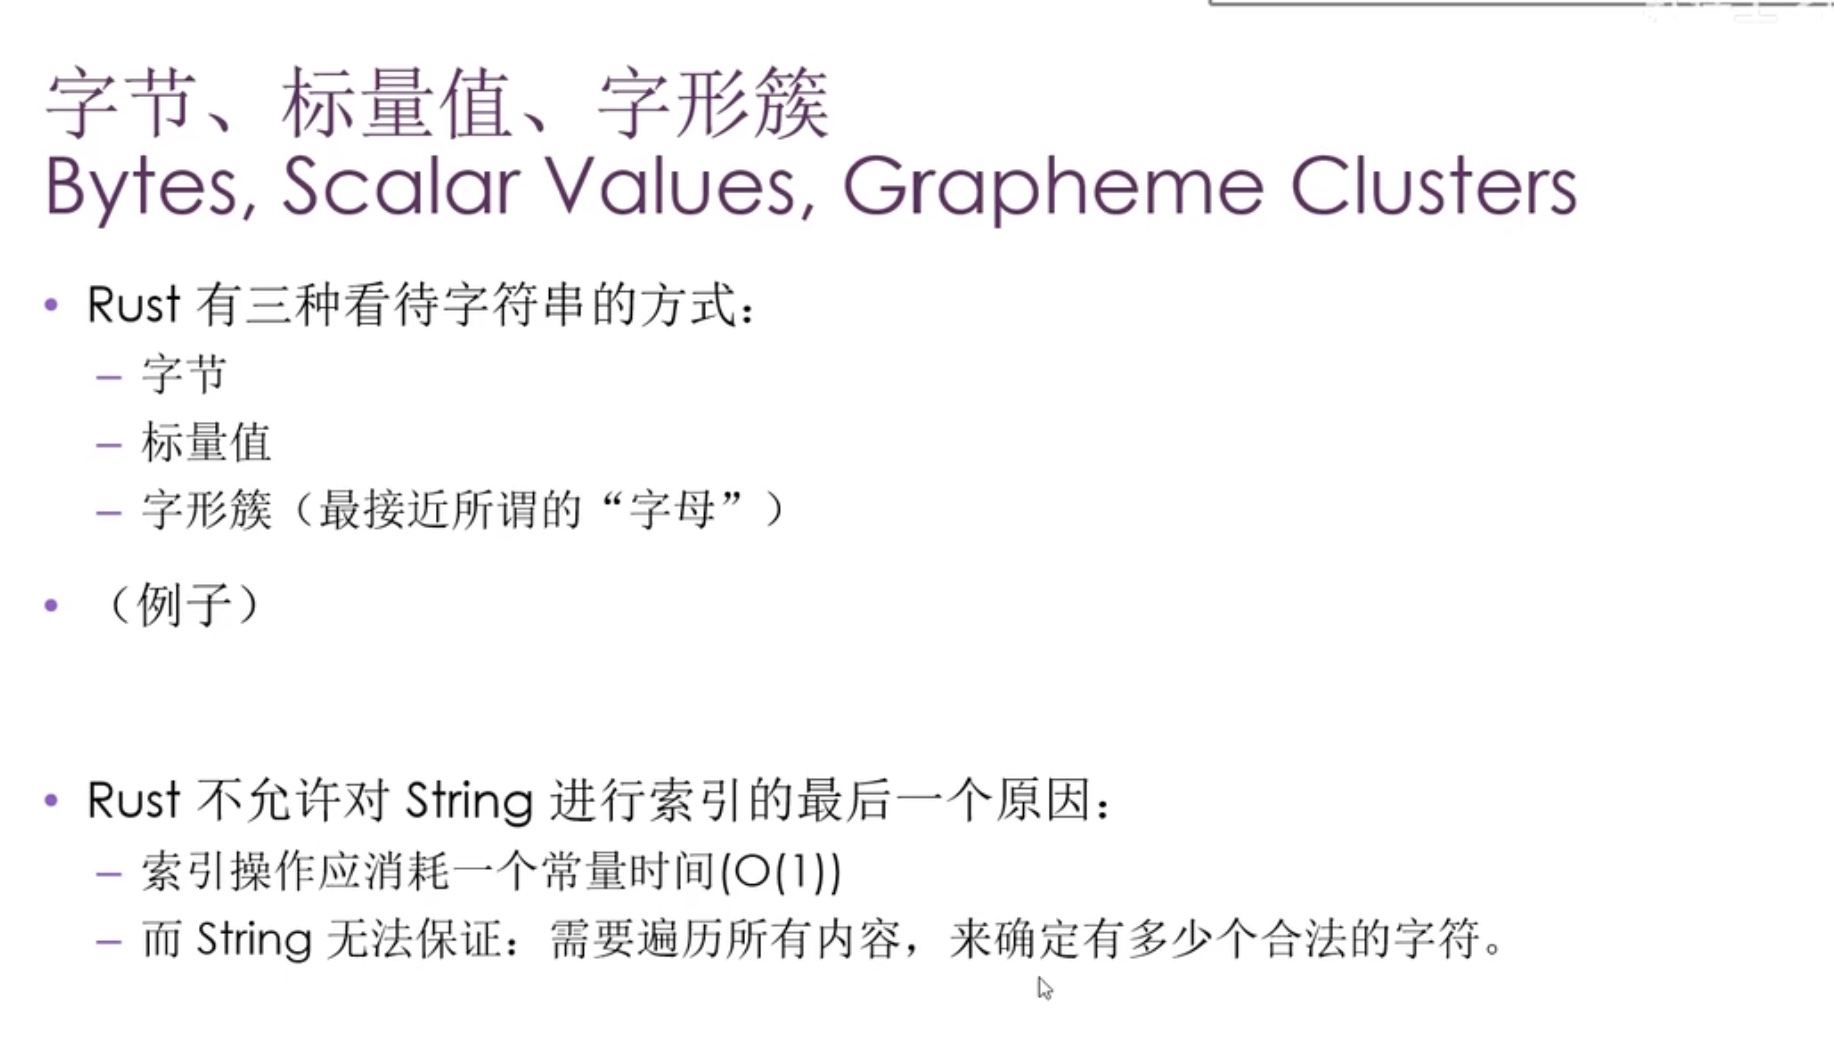 字节、标量值、字形簇
Bytes, Scalar Values, Grapheme Clusters
• Rust 有三种看待字符串的方式：
– 字节
– 标量值
– 字形簇（最接近所谓的“字母”）
• （例子）
• Rust 不允许对 String 进行索引的最后一个原因：
– 索引操作应消耗一个常量时间(O(1))
– 而 String 无法保证：需要遍历所有内容，来确定有多少个合法的字符。